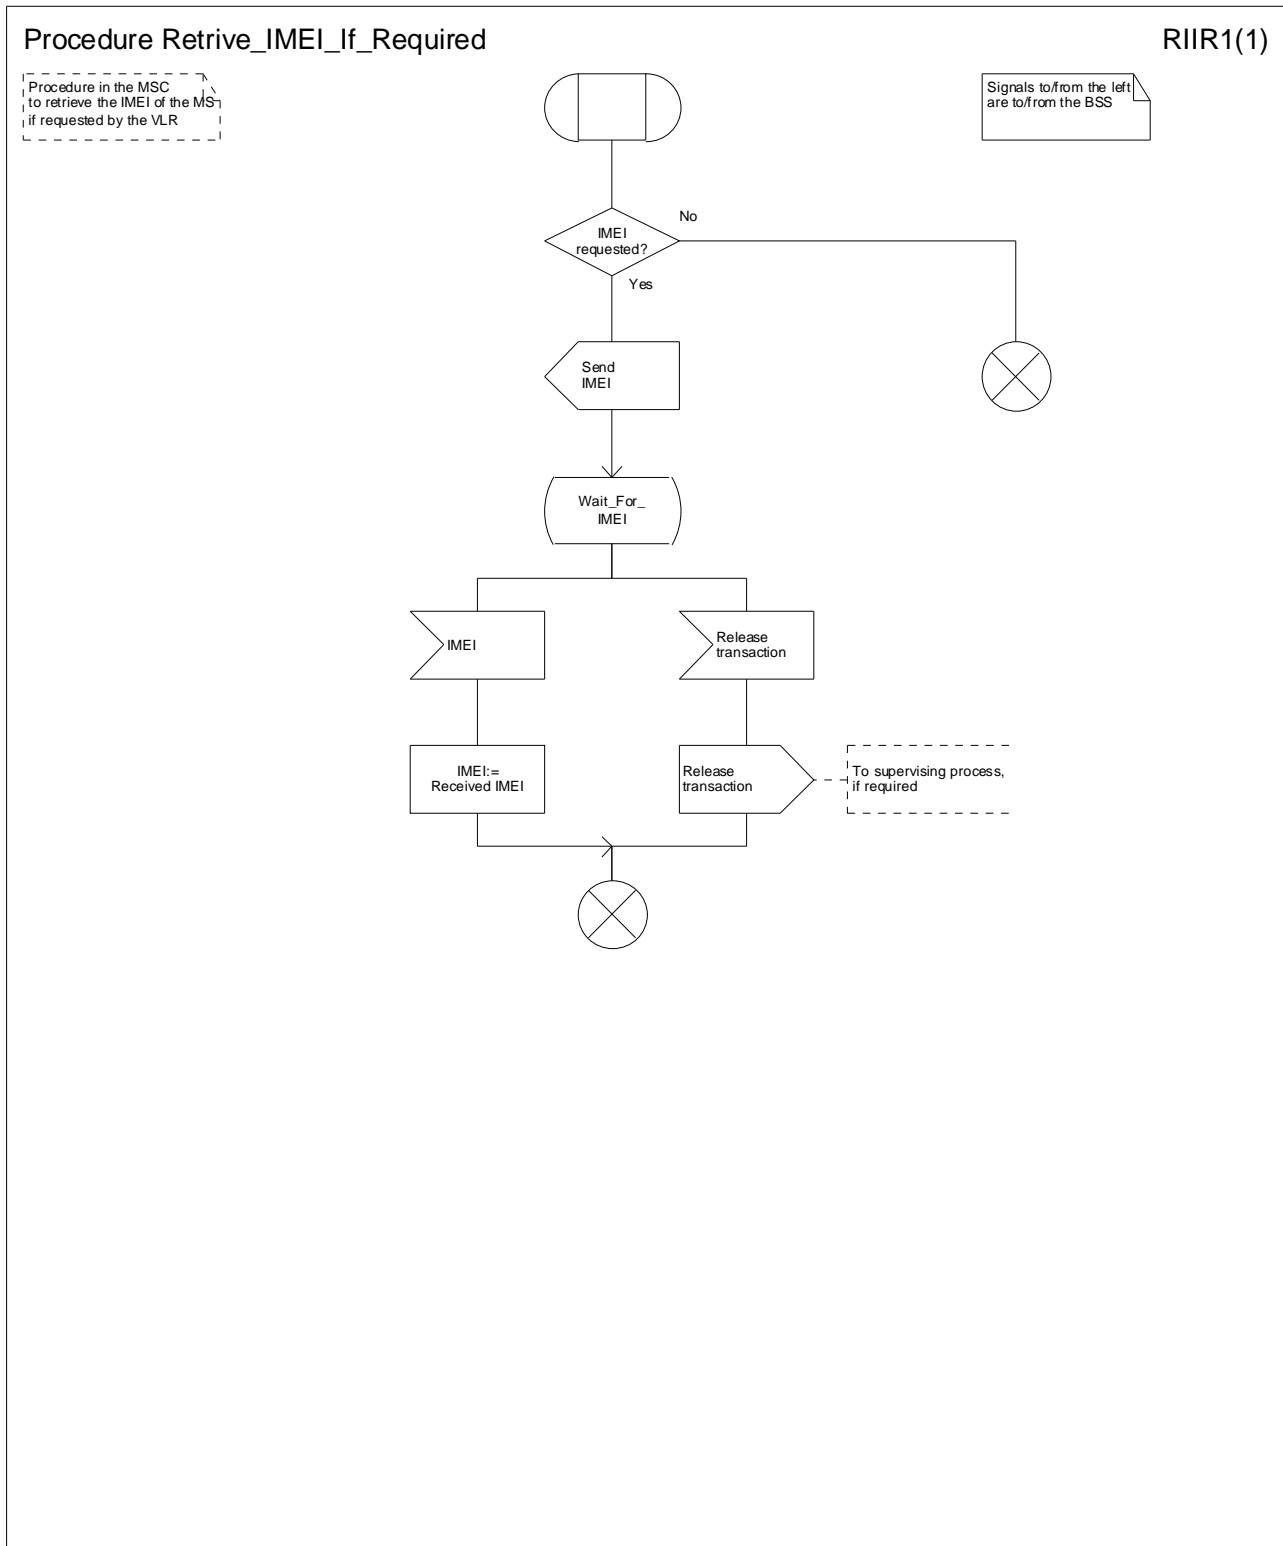 Procedure Retrive_IMEI_If_Required
RIIR1(1)
Procedure in the MSC
to retrieve the IMEI of the MS
if requested by the VLR
Signals to/from the left
are to/from the BSS
No
IMEI
requested?
Yes
Send
IMEI
Wait_For_
IMEI
IMEI
Release
transaction
IMEI:=
Received IMEI
Release
transaction
To supervising process,
if required